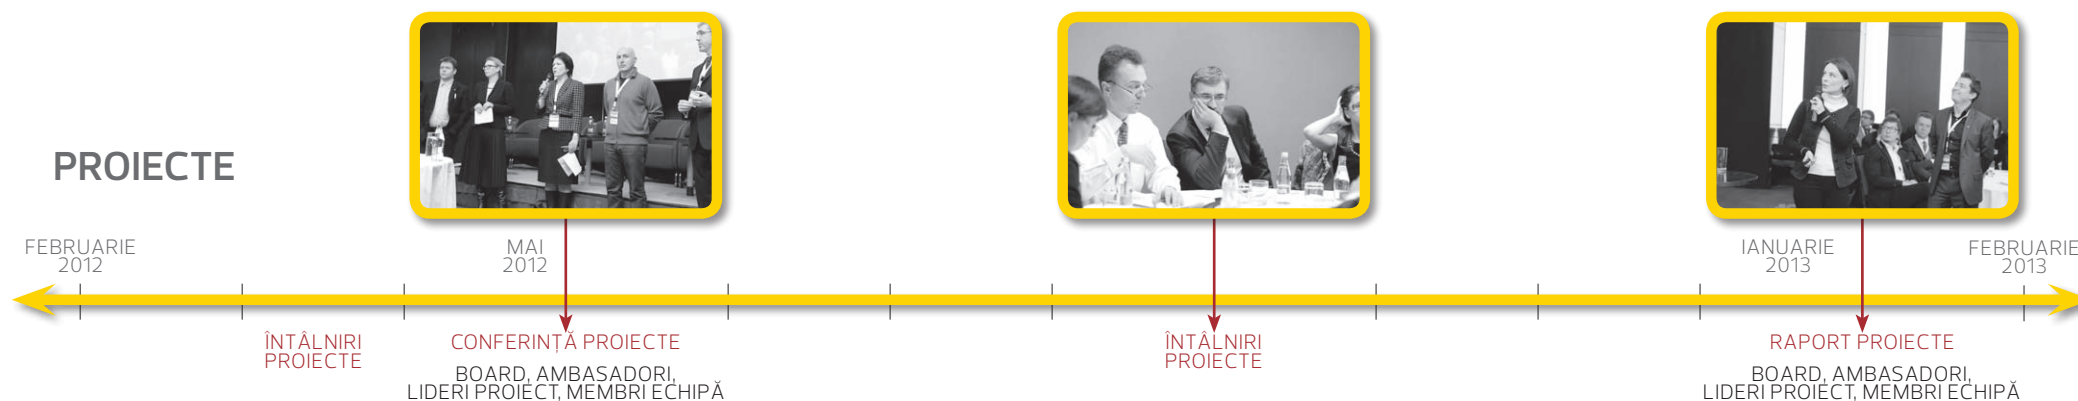 PROIECTE
FEBRUARIE
2012
MAI
2012
IANUARIE
2013
FEBRUARIE
2013
ÎNTÂLNIRI
PROIECTE
CONFERINȚĂ PROIECTE
BOARD, AMBASADORI,
LIDERI PROIECT, MEMBRI ECHIPĂ
ÎNTÂLNIRI
PROIECTE
RAPORT PROIECTE
BOARD, AMBASADORI,
LIDERI PROIECT, MEMBRI ECHIPĂ